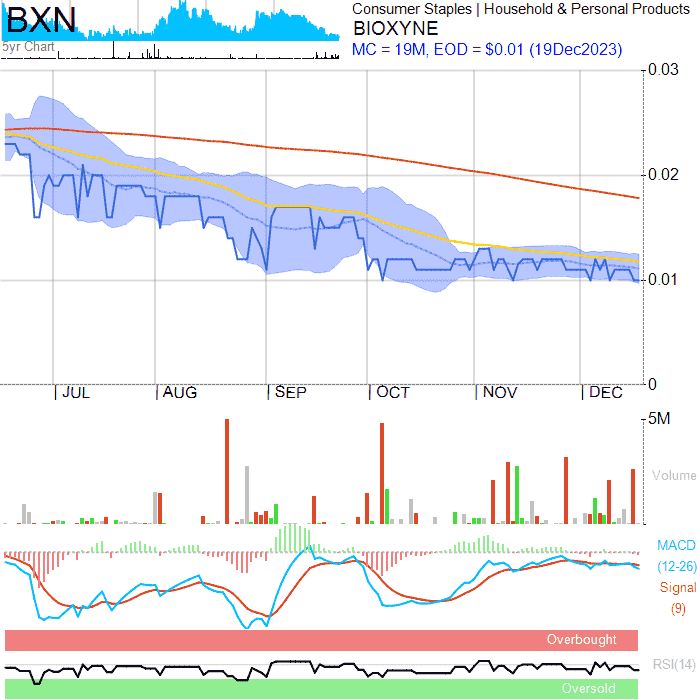 BXN
5yr Chart
Consumer Staples | Household & Personal Products
BIOXYNE
MC = 19M, EOD = $0.01 (19Dec2023)
0.03
0.02
0.01
0
JUL AUG SEP OCT NOV DEC
5M
Volume
MACD
(12-26)
Signal
(9)
Overbought
RSI(14)
Oversold